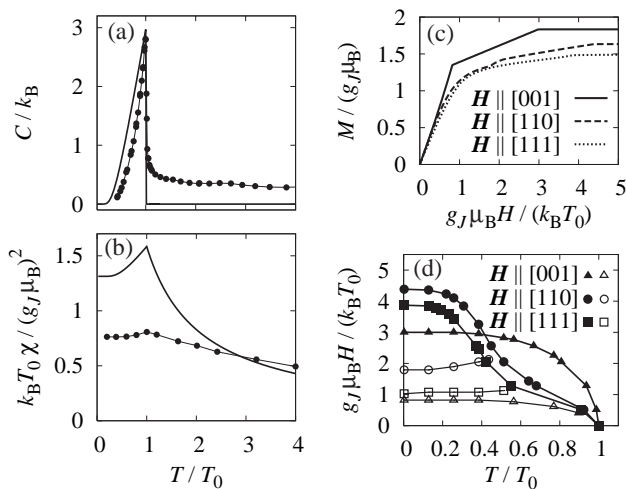 (a)
C / k_B
3
2
1
0
(b)
k_B T_0 χ / (g_J μ_B)^2
1.5
1
0.5
0
0 1 2 3 4
T / T_0
(c)
M / (g_J μ_B)
2
1.5
1
0.5
0
H || [001]
H || [110]
H || [111]
0 1 2 3 4 5
g_J μ_B H / (k_B T_0)
(d)
g_J μ_B H / (k_B T_0)
H || [001]
H || [110]
H || [111]
5
4
3
2
1
0
0 0.2 0.4 0.6 0.8 1
T / T_0